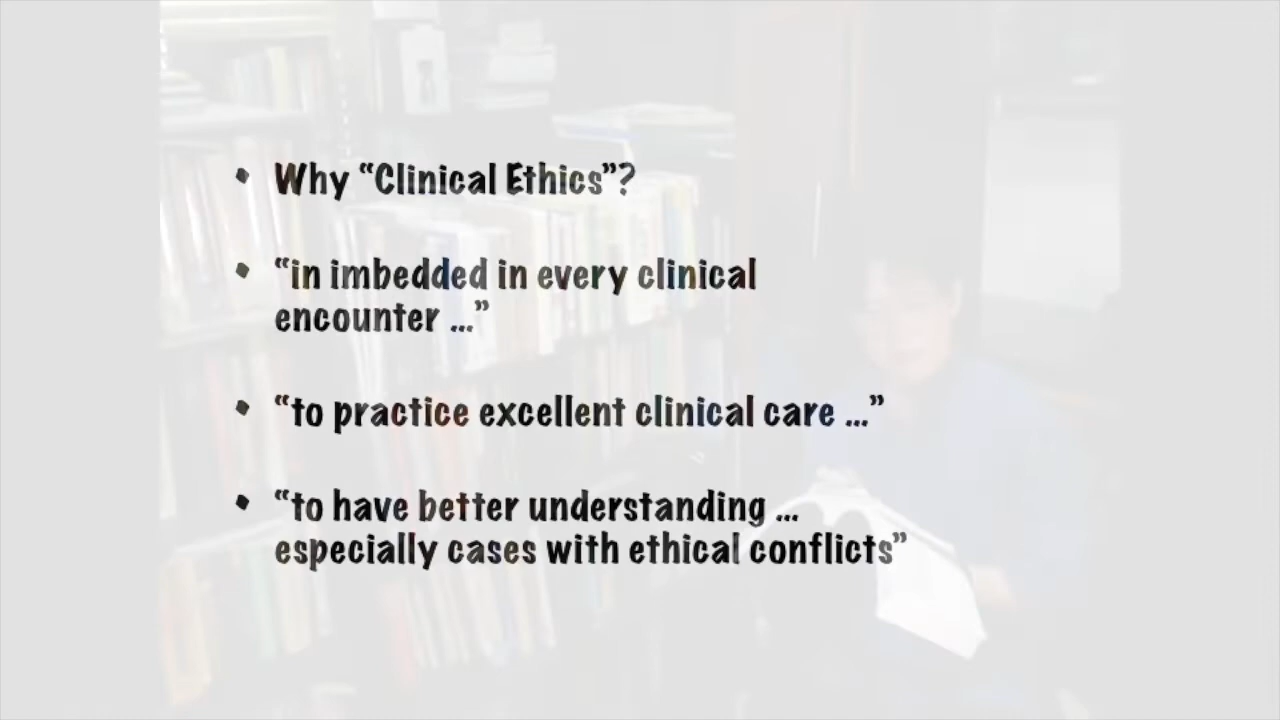 • Why “Clinical Ethics”?
• “in imbedded in every clinical
encounter ...”
• “to practice excellent clinical care ...”
• “to have better understanding ...
especially cases with ethical conflicts”